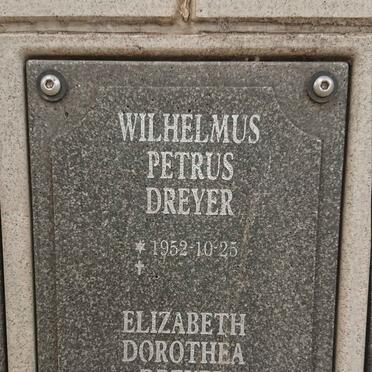 WILHELMUS
PETRUS
DREYER
* 1952-10-25
†
ELIZABETH
DOROTHEA